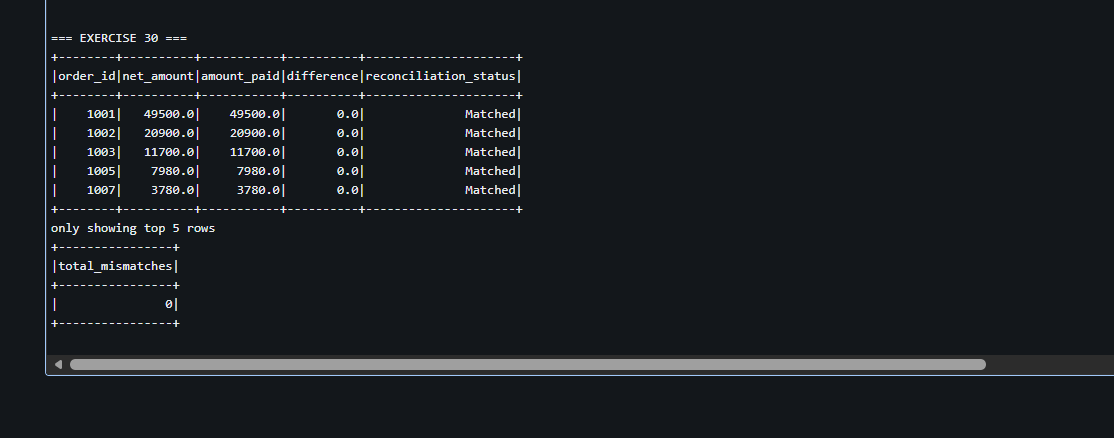 === EXERCISE 30 ===
+--------+----------+-----------+----------+---------------------+
|order_id|net_amount|amount_paid|difference|reconciliation_status|
+--------+----------+-----------+----------+---------------------+
|    1001|   49500.0|    49500.0|       0.0|              Matched|
|    1002|   20900.0|    20900.0|       0.0|              Matched|
|    1003|   11700.0|    11700.0|       0.0|              Matched|
|    1005|    7980.0|     7980.0|       0.0|              Matched|
|    1007|    3780.0|     3780.0|       0.0|              Matched|
+--------+----------+-----------+----------+---------------------+
only showing top 5 rows
+----------------+
|total_mismatches|
+----------------+
|               0|
+----------------+